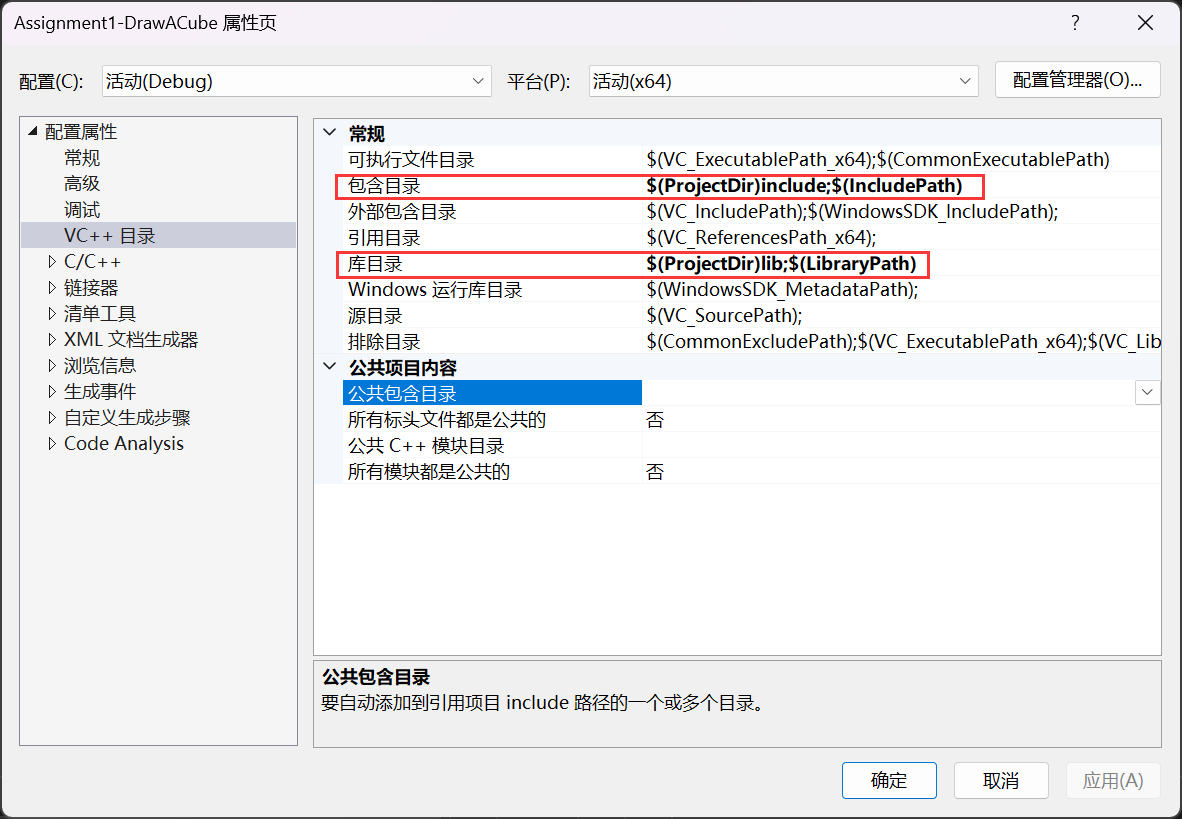 Assignment1-DrawACube 属性页
配置(C): 活动(Debug) 平台(P): 活动(x64) 配置管理器(O)...
配置属性
常规
高级
调试
VC++ 目录
C/C++
链接器
清单工具
XML 文档生成器
浏览信息
生成事件
自定义生成步骤
Code Analysis
常规
可执行文件目录 $(VC_ExecutablePath_x64);$(CommonExecutablePath)
包含目录 $(ProjectDir)include;$(IncludePath)
外部包含目录 $(VC_IncludePath);$(WindowsSDK_IncludePath);
引用目录 $(VC_ReferencesPath_x64);
库目录 $(ProjectDir)lib;$(LibraryPath)
Windows 运行库目录 $(WindowsSDK_MetadataPath);
源目录 $(VC_SourcePath);
排除目录 $(CommonExcludePath);$(VC_ExecutablePath_x64);$(VC_Lib
公共项目内容
公共包含目录
所有标头文件都是公共的 否
公共 C++ 模块目录
所有模块都是公共的 否
公共包含目录
要自动添加到引用项目 include 路径的一个或多个目录。
确定 取消 应用(A)